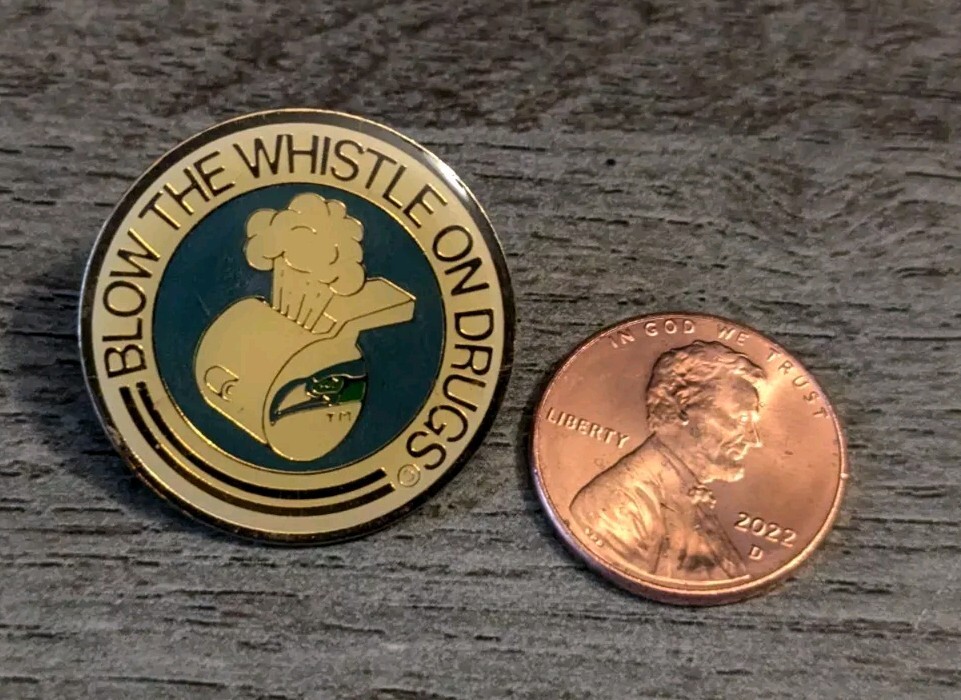 BLOW THE WHISTLE ON DRUGS ©
TM
IN GOD WE TRUST
LIBERTY
2022
D